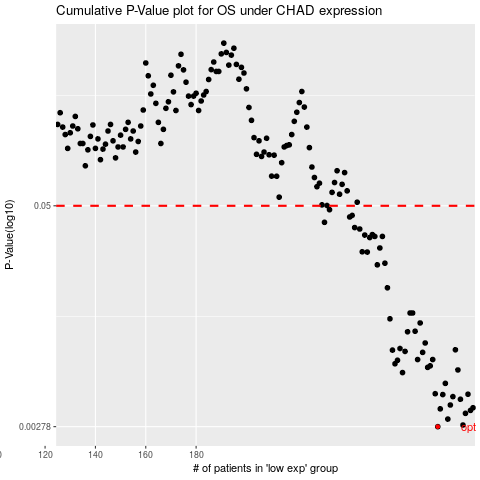 Cumulative P-Value plot for OS under CHAD expression
P-Value(log10)
0.05
0.00278
opt
0 120 140 160 180
# of patients in 'low exp' group